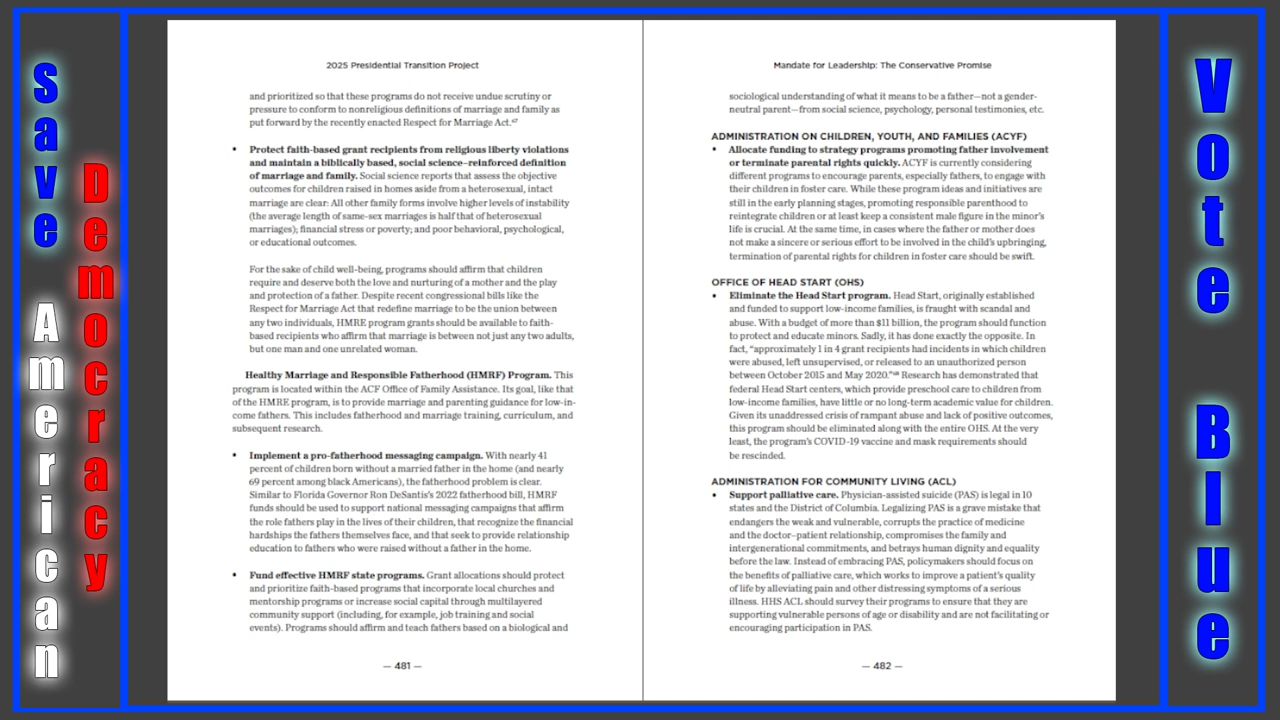 Save American
Democracy
2025 Presidential Transition Project
and prioritized so that these programs do not receive undue scrutiny or
pressure to conform to nonreligious definitions of marriage and family as
put forward by the recently enacted Respect for Marriage Act.⁶⁷
• Protect faith-based grant recipients from religious liberty violations
and maintain a biblically based, social science–reinforced definition
of marriage and family. Social science reports that assess the objective
outcomes for children raised in homes aside from a heterosexual, intact
marriage are clear: All other family forms involve higher levels of instability
(the average length of same-sex marriages is half that of heterosexual
marriages); financial stress or poverty; and poor behavioral, psychological,
or educational outcomes.
For the sake of child well-being, programs should affirm that children
require and deserve both the love and nurturing of a mother and the play
and protection of a father. Despite recent congressional bills like the
Respect for Marriage Act that redefine marriage to be the union between
any two individuals, HMRE program grants should be available to faith-
based recipients who affirm that marriage is between not just any two adults,
but one man and one unrelated woman.
Healthy Marriage and Responsible Fatherhood (HMRF) Program. This
program is located within the ACF Office of Family Assistance. Its goal, like that
of the HMRE program, is to provide marriage and parenting guidance for low-in-
come fathers. This includes fatherhood and marriage training, curriculum, and
subsequent research.
• Implement a pro-fatherhood messaging campaign. With nearly 41
percent of children born without a married father in the home (and nearly
69 percent among black Americans), the fatherhood problem is clear.
Similar to Florida Governor Ron DeSantis's 2022 fatherhood bill, HMRF
funds should be used to support national messaging campaigns that affirm
the role fathers play in the lives of their children, that recognize the financial
hardships the fathers themselves face, and that seek to provide relationship
education to fathers who were raised without a father in the home.
• Fund effective HMRF state programs. Grant allocations should protect
and prioritize faith-based programs that incorporate local churches and
mentorship programs or increase social capital through multilayered
community support (including, for example, job training and social
events). Programs should affirm and teach fathers based on a biological and
— 481 —
Mandate for Leadership: The Conservative Promise
sociological understanding of what it means to be a father—not a gender-
neutral parent—from social science, psychology, personal testimonies, etc.
ADMINISTRATION ON CHILDREN, YOUTH, AND FAMILIES (ACYF)
• Allocate funding to strategy programs promoting father involvement
or terminate parental rights quickly. ACYF is currently considering
different programs to encourage parents, especially fathers, to engage with
their children in foster care. While these program ideas and initiatives are
still in the early planning stages, promoting responsible parenthood to
reintegrate children or at least keep a consistent male figure in the minor's
life is crucial. At the same time, in cases where the father or mother does
not make a sincere or serious effort to be involved in the child's upbringing,
termination of parental rights for children in foster care should be swift.
OFFICE OF HEAD START (OHS)
• Eliminate the Head Start program. Head Start, originally established
and funded to support low-income families, is fraught with scandal and
abuse. With a budget of more than $11 billion, the program should function
to protect and educate minors. Sadly, it has done exactly the opposite. In
fact, "approximately 1 in 4 grant recipients had incidents in which children
were abused, left unsupervised, or released to an unauthorized person
between October 2015 and May 2020."⁶⁸ Research has demonstrated that
federal Head Start centers, which provide preschool care to children from
low-income families, have little or no long-term academic value for children.
Given its unaddressed crisis of rampant abuse and lack of positive outcomes,
this program should be eliminated along with the entire OHS. At the very
least, the program's COVID-19 vaccine and mask requirements should
be rescinded.
ADMINISTRATION FOR COMMUNITY LIVING (ACL)
• Support palliative care. Physician-assisted suicide (PAS) is legal in 10
states and the District of Columbia. Legalizing PAS is a grave mistake that
endangers the weak and vulnerable, corrupts the practice of medicine
and the doctor–patient relationship, compromises the family and
intergenerational commitments, and betrays human dignity and equality
before the law. Instead of embracing PAS, policymakers should focus on
the benefits of palliative care, which works to improve a patient's quality
of life by alleviating pain and other distressing symptoms of a serious
illness. HHS ACL should survey their programs to ensure that they are
supporting vulnerable persons of age or disability and are not facilitating or
encouraging participation in PAS.
— 482 —
Vote Blue